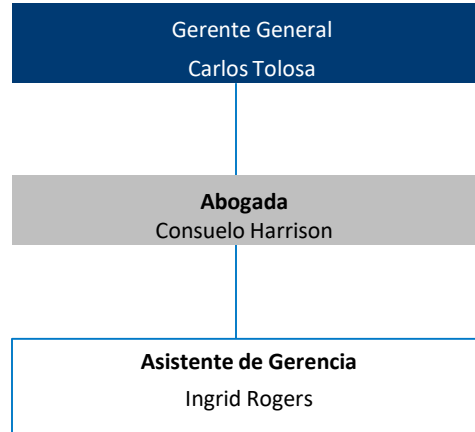 Gerente General
Carlos Tolosa
Abogada
Consuelo Harrison
Asistente de Gerencia
Ingrid Rogers